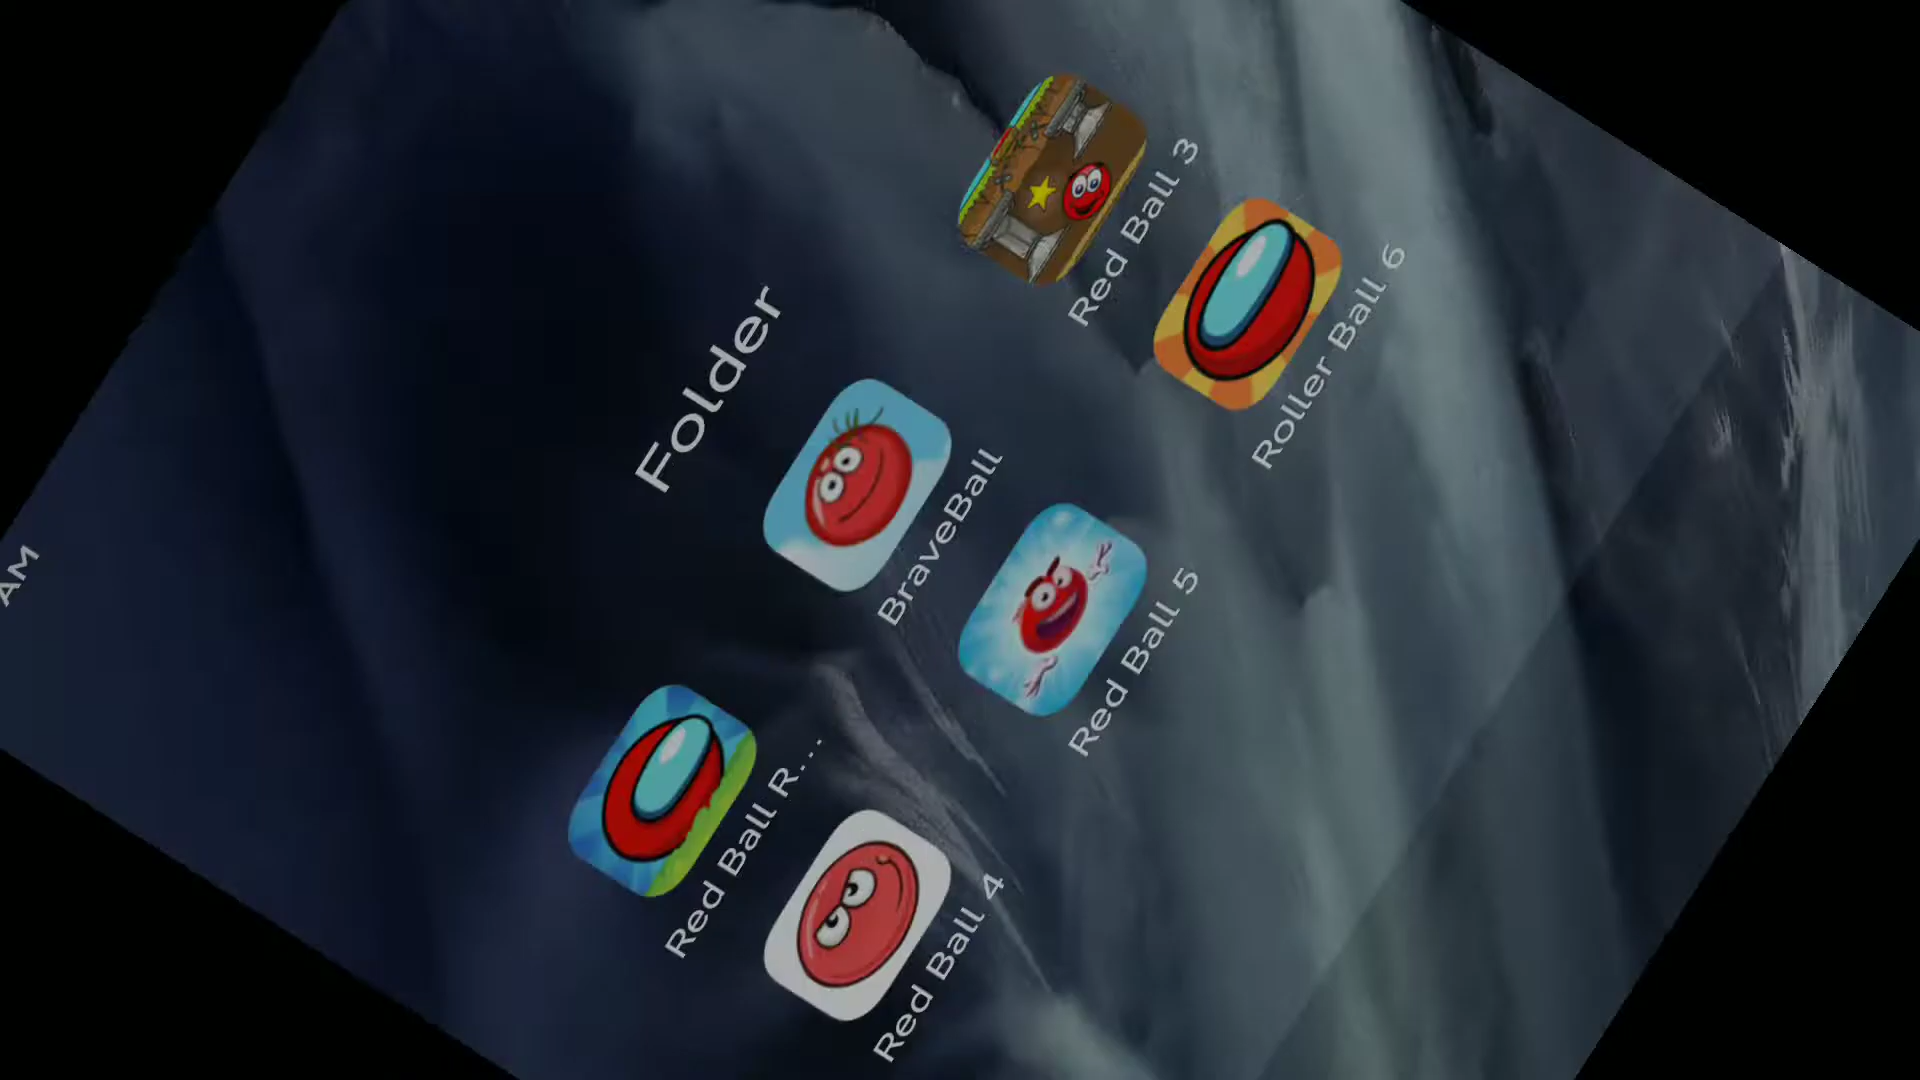 AM
Folder
Red Ball R...
BraveBall
Red Ball 3
Red Ball 4
Red Ball 5
Roller Ball 6